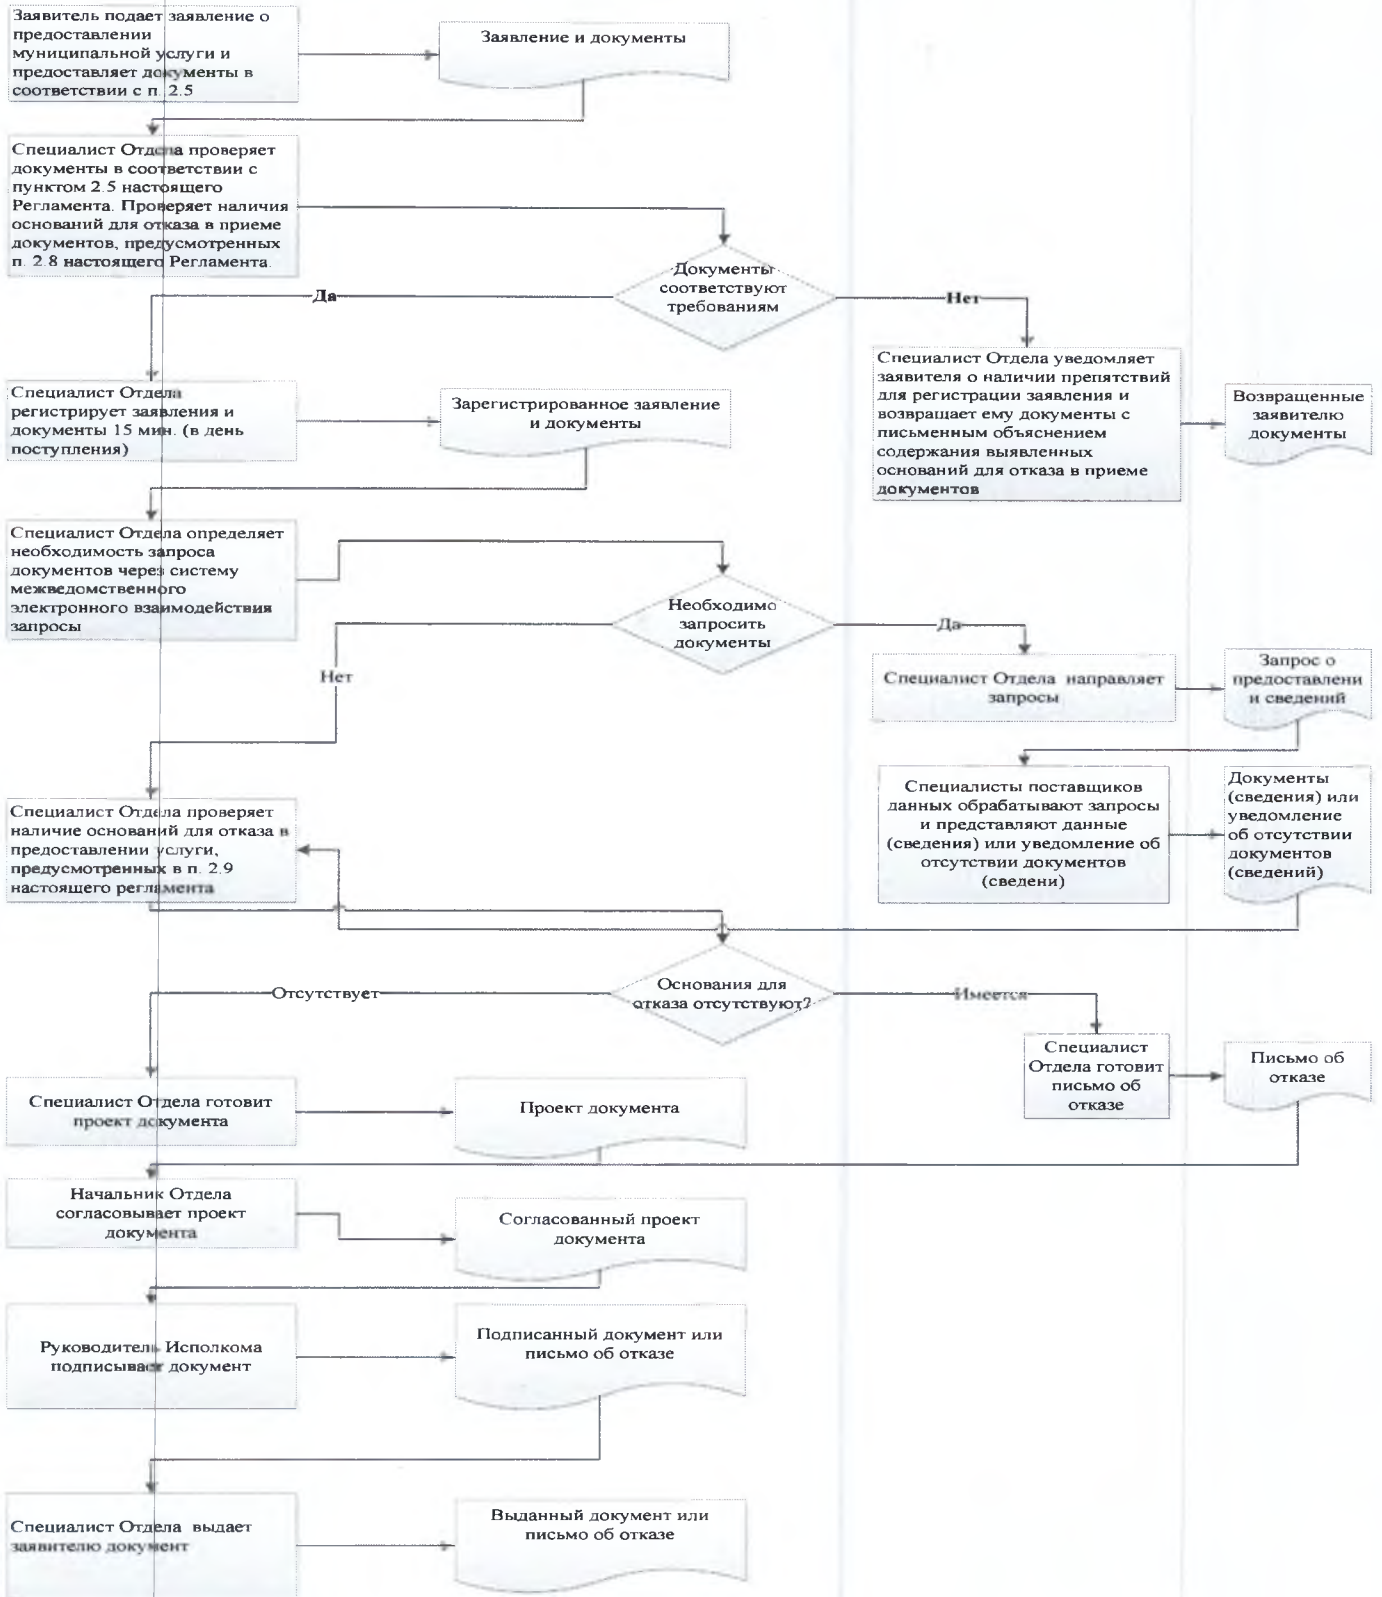 Заявитель подает заявление о
предоставлении
муниципальной услуги и
предоставляет документы в
соответствии с п. 2.5
Заявление и документы
Специалист Отдела проверяет
документы в соответствии с
пунктом 2.5 настоящего
Регламента. Проверяет наличия
оснований для отказа в приеме
документов, предусмотренных
п. 2.8 настоящего Регламента.
Документы
соответствуют
требованиям
Да
Нет
Специалист Отдела
регистрирует заявления и
документы 15 мин. (в день
поступления)
Зарегистрированное заявление
и документы
Специалист Отдела уведомляет
заявителя о наличии препятствий
для регистрации заявления и
возвращает ему документы с
письменным объяснением
содержания выявленных
оснований для отказа в приеме
документов
Возвращенные
заявителю
документы
Специалист Отдела определяет
необходимость запроса
документов через систему
межведомственного
электронного взаимодействия
запросы
Необходимо
запросить
документы
Да
Нет
Специалист Отдела направляет
запросы
Запрос о
предоставлени
и сведений
Специалисты поставщиков
данных обрабатывают запросы
и представляют данные
(сведения) или уведомление об
отсутствии документов
(сведени)
Документы
(сведения) или
уведомление
об отсутствии
документов
(сведений)
Специалист Отдела проверяет
наличие оснований для отказа в
предоставлении услуги,
предусмотренных в п. 2.9
настоящего регламента
Основания для
отказа отсутствуют?
Отсутствует
Имеется
Специалист
Отдела готовит
письмо об
отказе
Письмо об
отказе
Специалист Отдела готовит
проект документа
Проект документа
Начальник Отдела
согласовывает проект
документа
Согласованный проект
документа
Руководитель Исполкома
подписывает документ
Подписанный документ или
письмо об отказе
Специалист Отдела выдает
заявителю документ
Выданный документ или
письмо об отказе